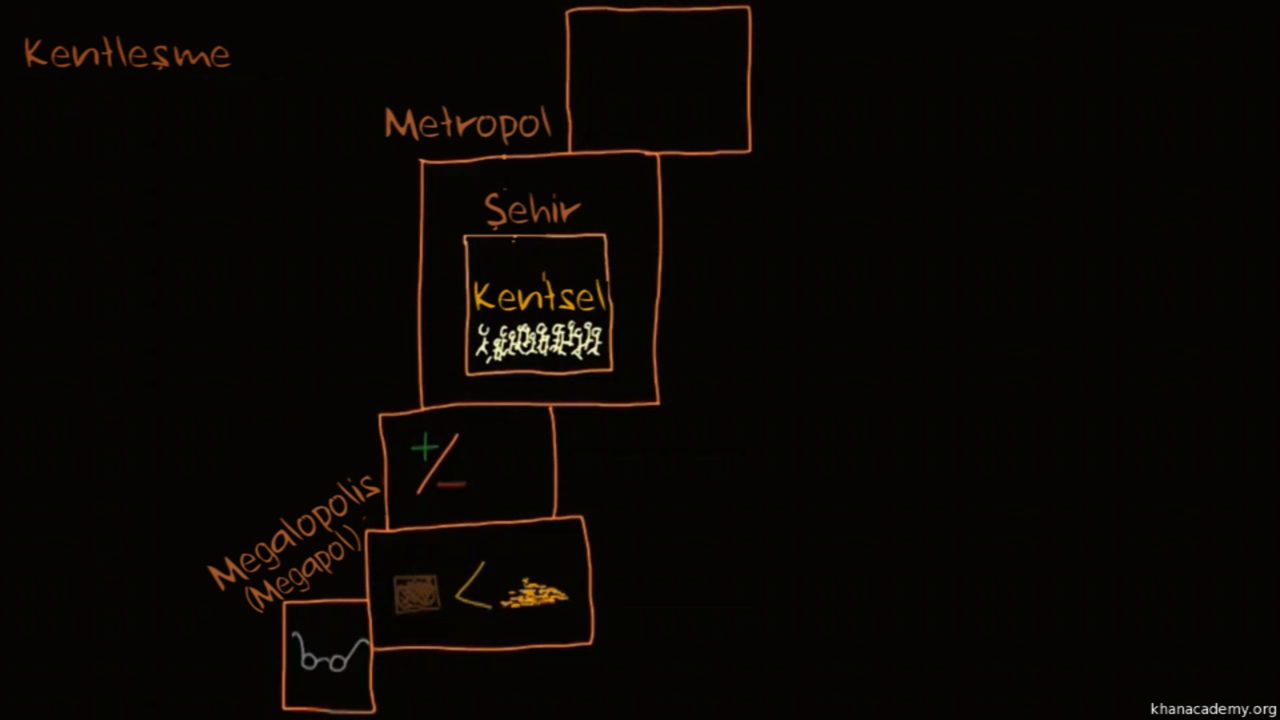 Kentleşme
Metropol
Şehir
Kentsel
+/-
Megalopolis
(Megapol)
<
khanacademy.org